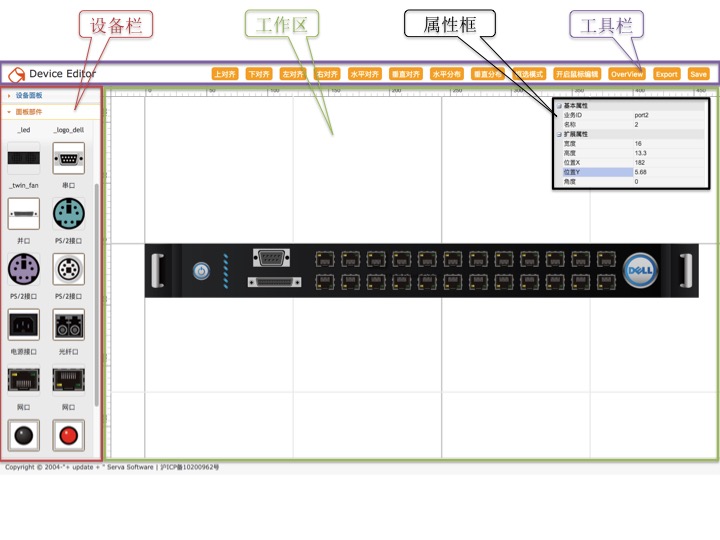 设备栏
工作区
属性框
工具栏
Device Editor
上对齐
下对齐
左对齐
右对齐
水平对齐
垂直对齐
水平分布
垂直分布
选模式
开启鼠标编辑
OverView
Export
Save
设备面板
面板部件
_led
_logo_dell
_twin_fan
串口
并口
PS/2接口
PS/2接口
PS/2接口
电源接口
光纤口
网口
网口
0
50
100
150
200
250
300
350
400
450
基本属性
业务ID port2
名称 2
扩展属性
宽度 16
高度 13.3
位置X 182
位置Y 5.68
角度 0
DELL
Copyright © 2004-"+ update + " Serva Software | 沪ICP备10200962号